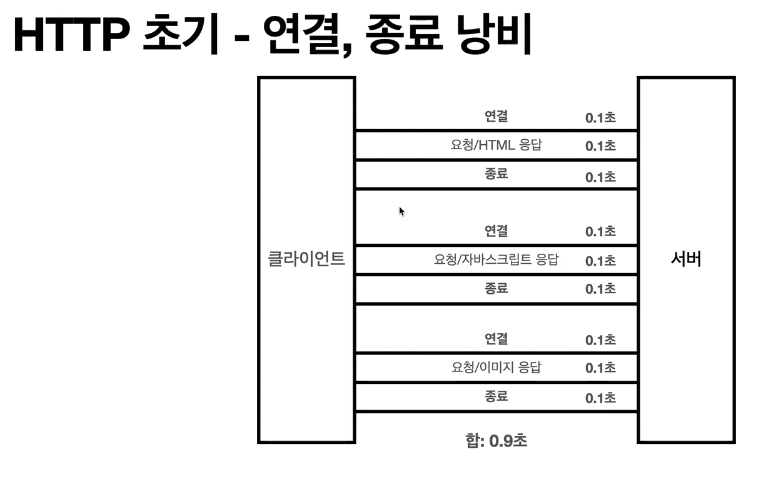 HTTP 초기 - 연결, 종료 낭비
연결 0.1초
요청/HTML 응답 0.1초
종료 0.1초
연결 0.1초
클라이언트 요청/자바스크립트 응답 0.1초 서버
종료 0.1초
연결 0.1초
요청/이미지 응답 0.1초
종료 0.1초
합: 0.9초